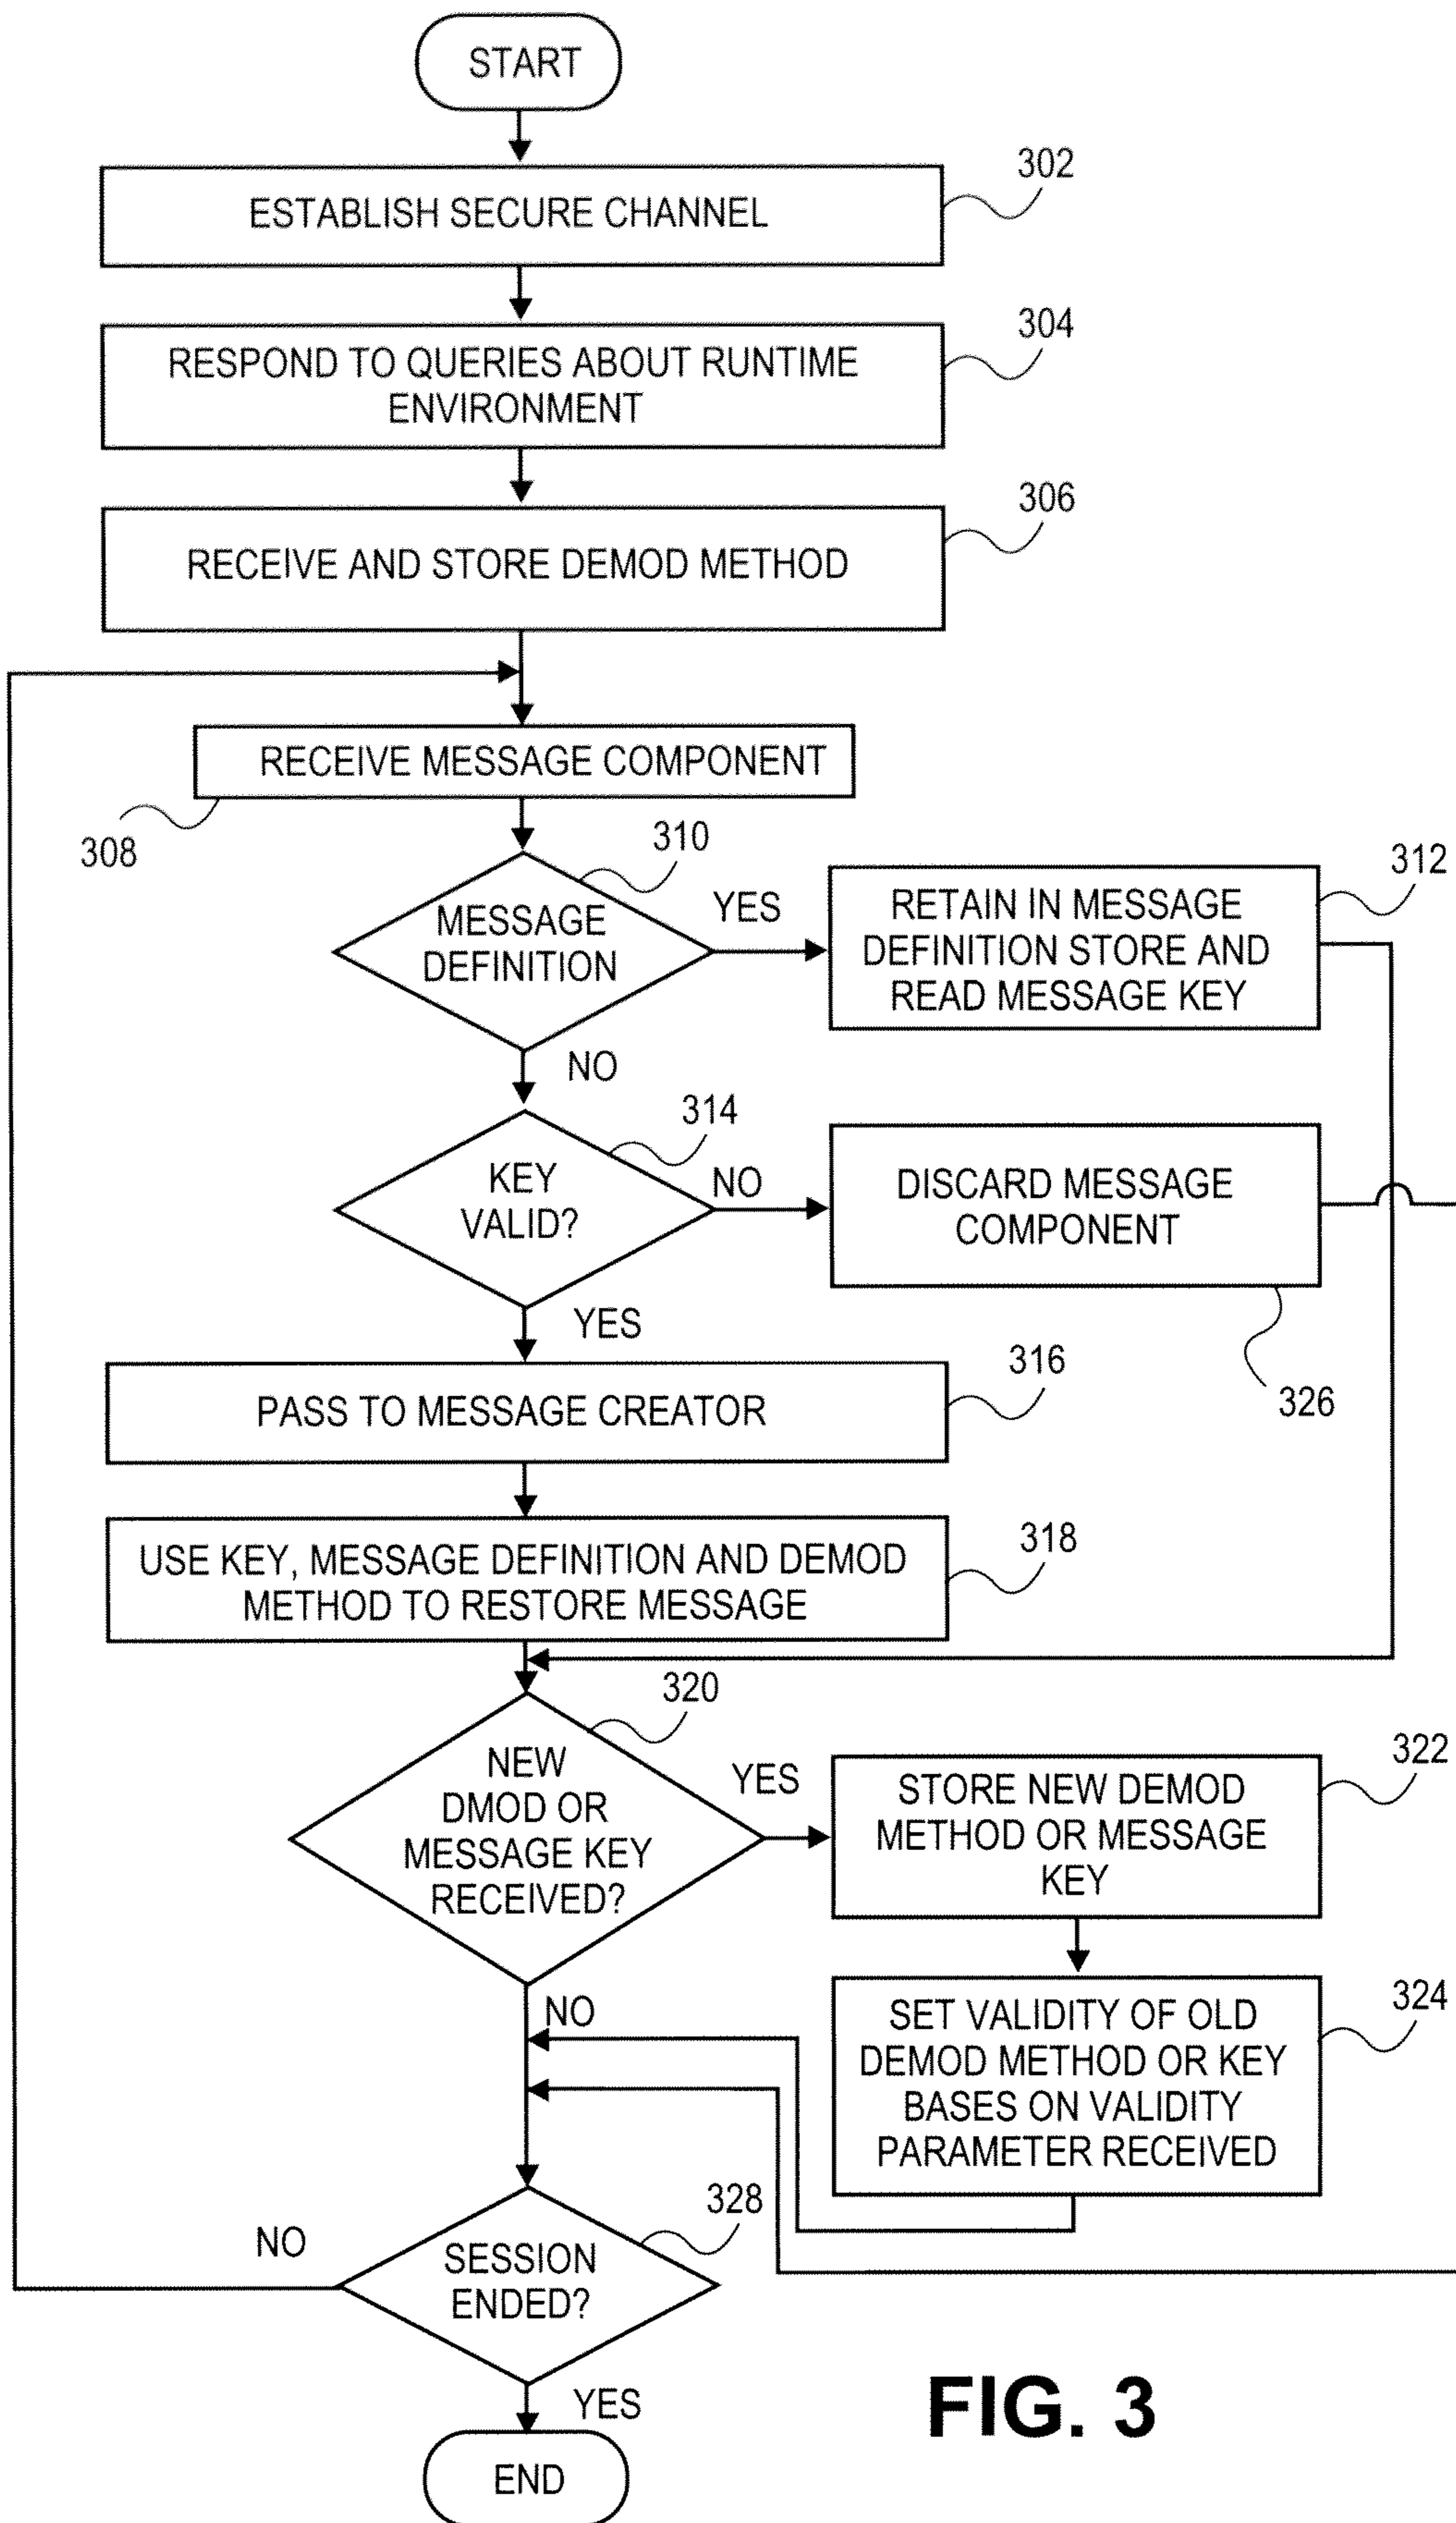 START
302
ESTABLISH SECURE CHANNEL
304
RESPOND TO QUERIES ABOUT RUNTIME
ENVIRONMENT
306
RECEIVE AND STORE DEMOD METHOD
RECEIVE MESSAGE COMPONENT
308
310
MESSAGE
DEFINITION
YES
312
RETAIN IN MESSAGE
DEFINITION STORE AND
READ MESSAGE KEY
NO
314
KEY
VALID?
NO
DISCARD MESSAGE
COMPONENT
326
YES
316
PASS TO MESSAGE CREATOR
318
USE KEY, MESSAGE DEFINITION AND DEMOD
METHOD TO RESTORE MESSAGE
320
NEW
DMOD OR
MESSAGE KEY
RECEIVED?
YES
322
STORE NEW DEMOD
METHOD OR MESSAGE
KEY
NO
324
SET VALIDITY OF OLD
DEMOD METHOD OR KEY
BASES ON VALIDITY
PARAMETER RECEIVED
328
SESSION
ENDED?
NO
YES
END
FIG. 3